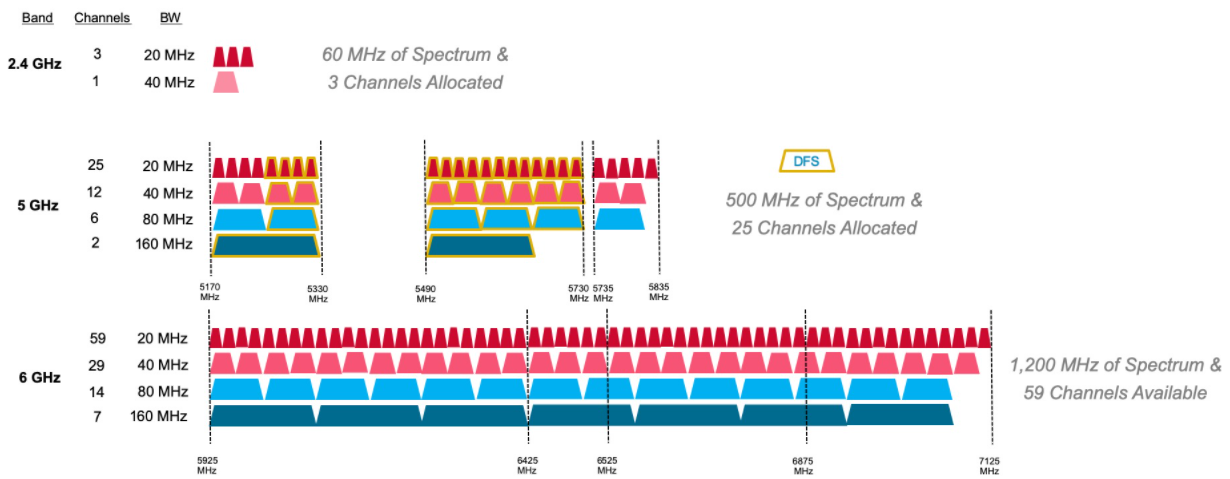 Band Channels BW
2.4 GHz
3 20 MHz
1 40 MHz
60 MHz of Spectrum &
3 Channels Allocated
5 GHz
25 20 MHz
12 40 MHz
6 80 MHz
2 160 MHz
DFS
500 MHz of Spectrum &
25 Channels Allocated
5170
MHz
5330
MHz
5490
MHz
5730
MHz
5735
MHz
5835
MHz
6 GHz
59 20 MHz
29 40 MHz
14 80 MHz
7 160 MHz
1,200 MHz of Spectrum &
59 Channels Available
5925
MHz
6425
MHz
6525
MHz
6875
MHz
7125
MHz